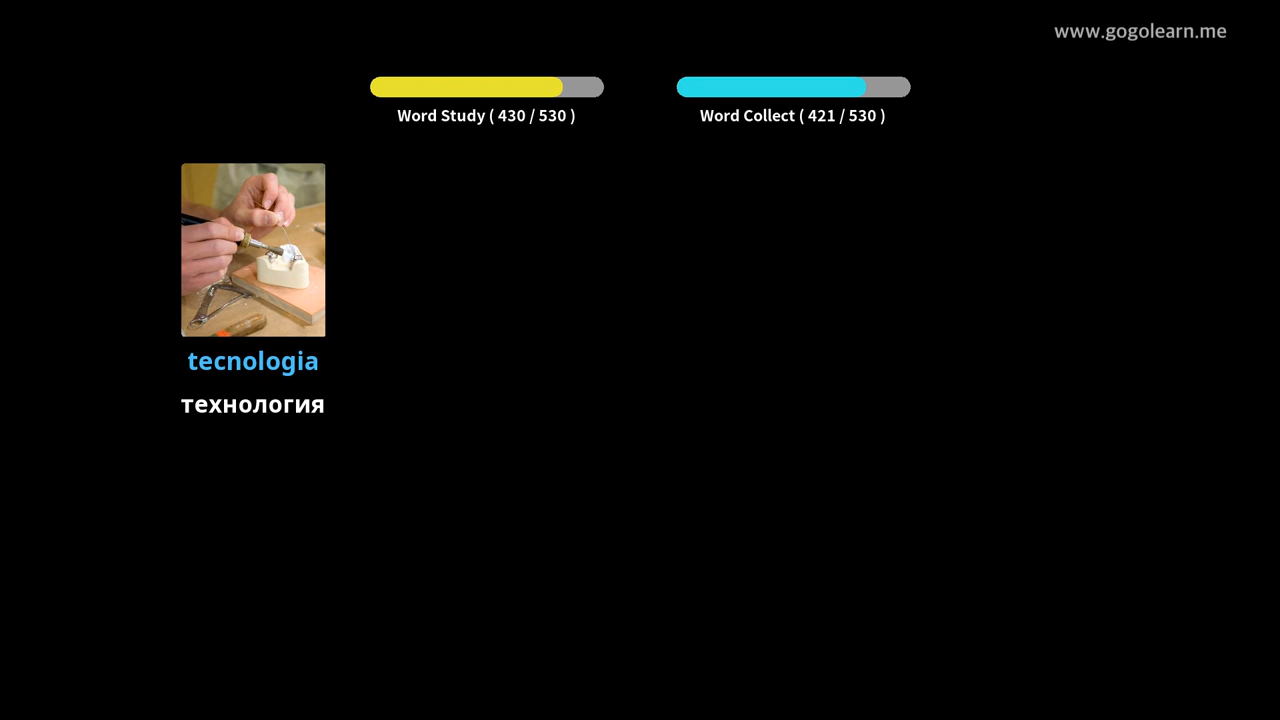 www.gogolearn.me
Word Study ( 430 / 530 )
Word Collect ( 421 / 530 )
tecnologia
технология